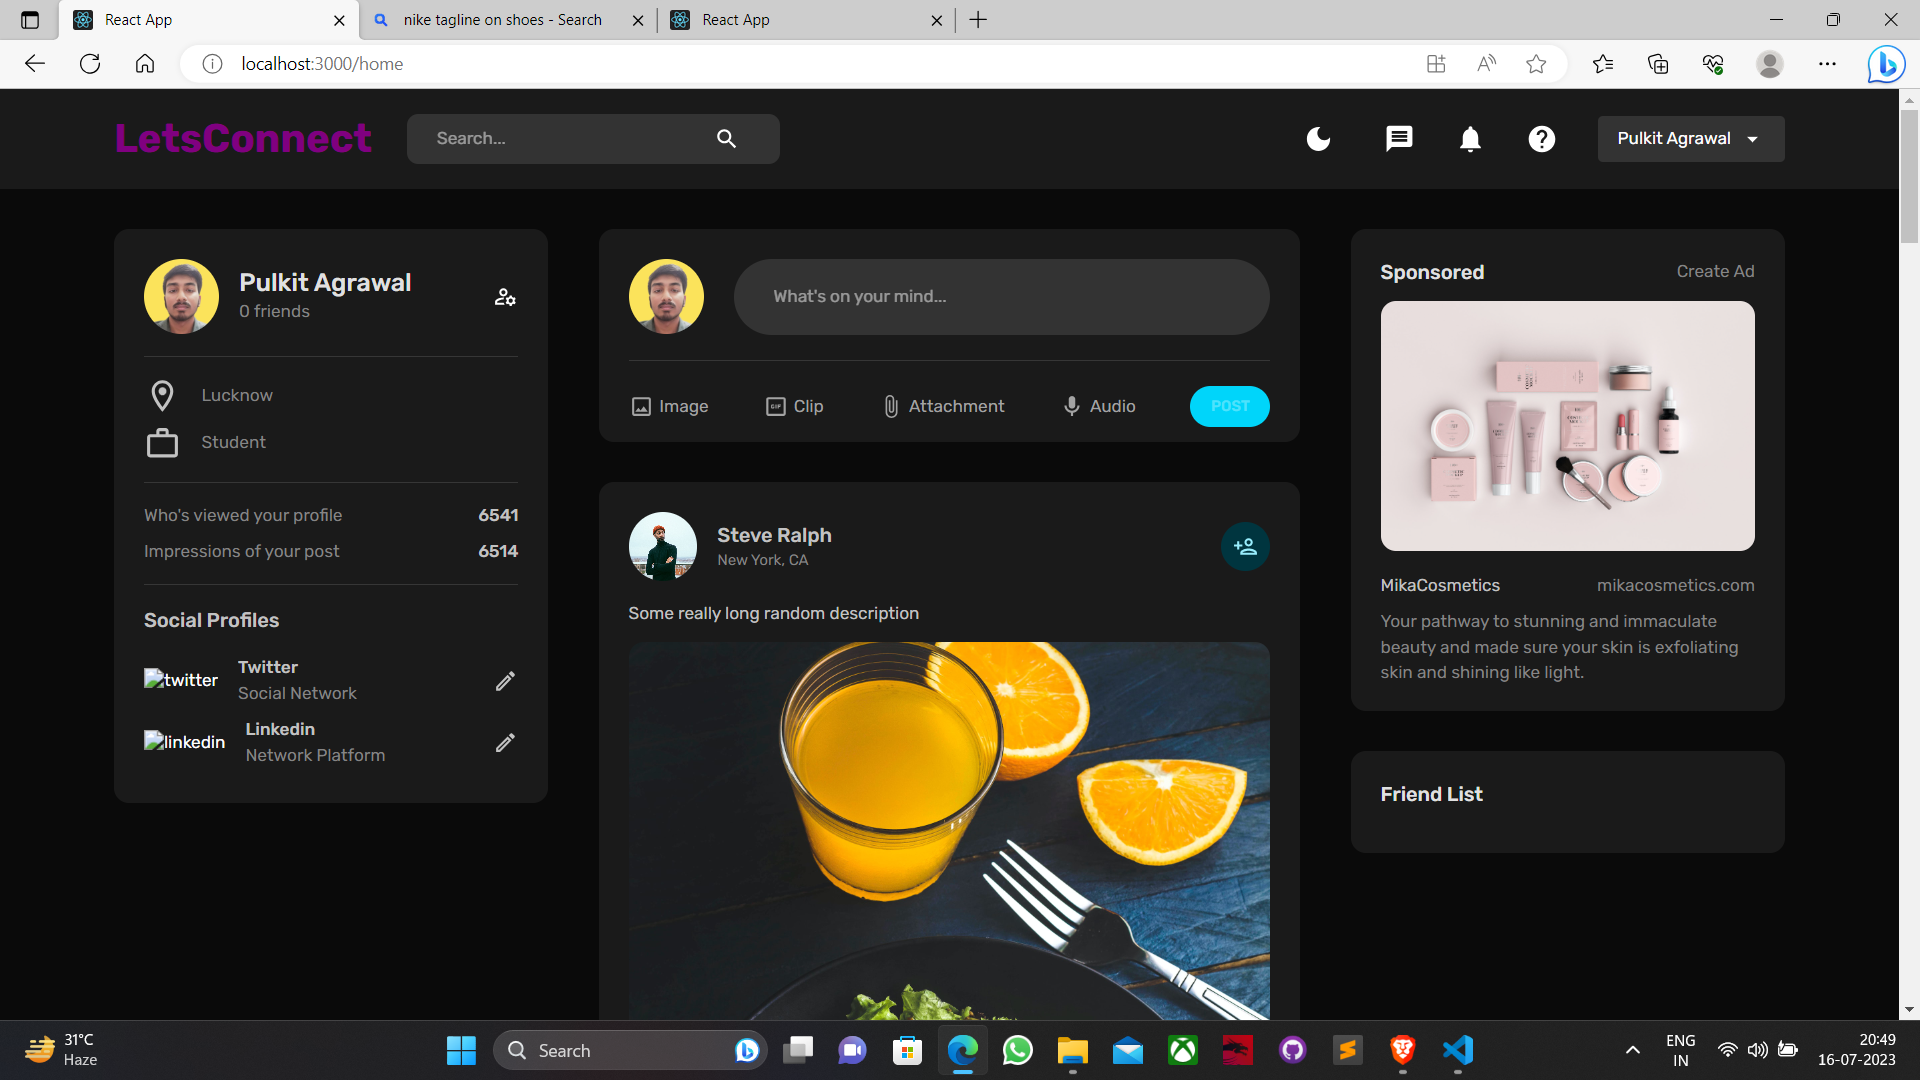 React App
nike tagline on shoes - Search
React App
localhost:3000/home
LetsConnect
Search...
Pulkit Agrawal
Pulkit Agrawal
0 friends
Lucknow
Student
Who's viewed your profile 6541
Impressions of your post 6514
Social Profiles
twitter
Twitter
Social Network
linkedin
Linkedin
Network Platform
What's on your mind...
Image
GIF
Clip
Attachment
Audio
POST
Steve Ralph
New York, CA
Some really long random description
Sponsored
Create Ad
MikaCosmetics
mikacosmetics.com
Your pathway to stunning and immaculate
beauty and made sure your skin is exfoliating
skin and shining like light.
Friend List
31°C
Haze
Search
ENG
IN
20:49
16-07-2023